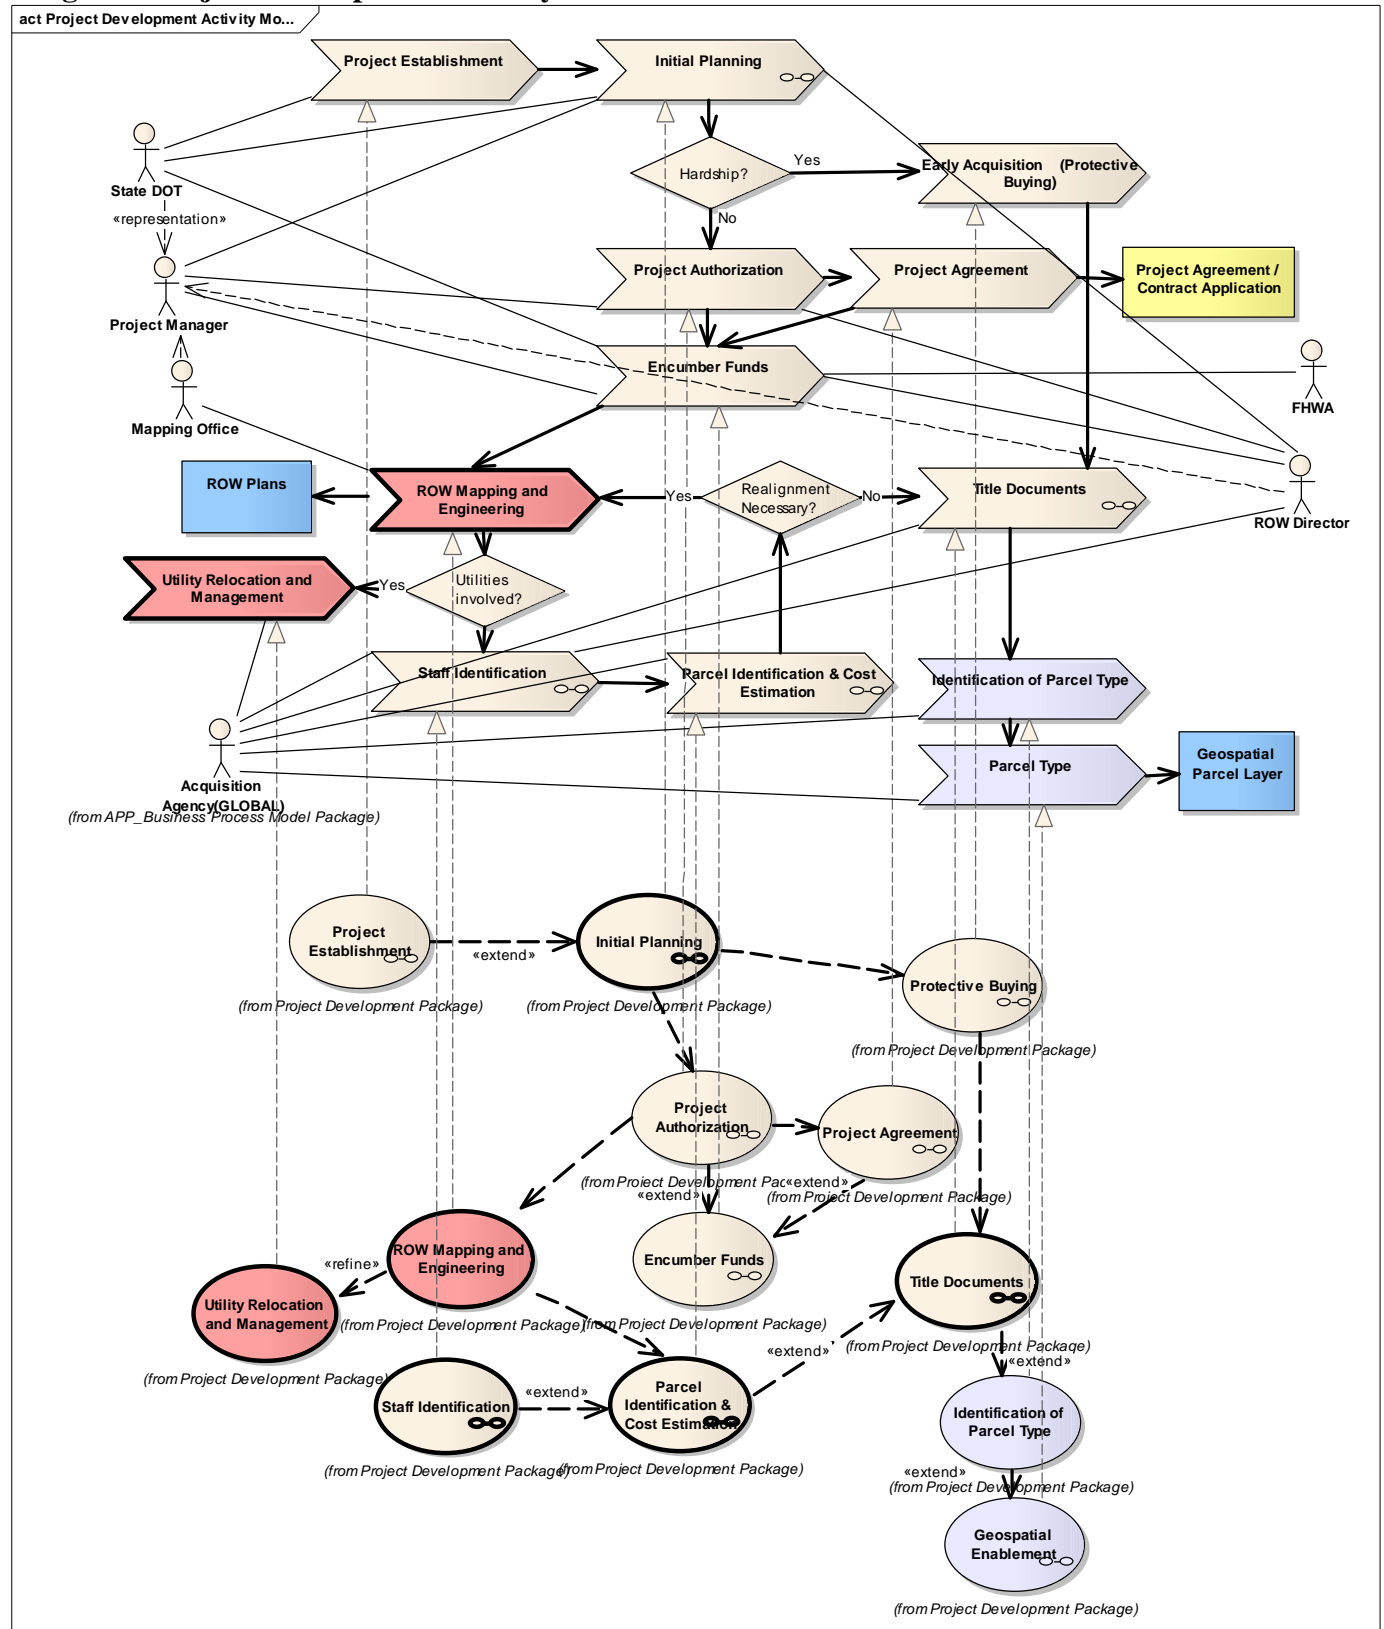 act Project Development Activity Mo...
Project Establishment
Initial Planning
Hardship?
Yes
Early Acquisition (Protective
Buying)
State DOT
«representation»
No
Project Authorization
Project Agreement
Project Agreement /
Contract Application
Project Manager
Encumber Funds
FHWA
Mapping Office
ROW Plans
ROW Mapping and
Engineering
Yes
Realignment
Necessary?
No
Title Documents
ROW Director
Utility Relocation and
Management
Yes
Utilities
involved?
Staff Identification
Parcel Identification & Cost
Estimation
Identification of Parcel Type
Parcel Type
Geospatial
Parcel Layer
Acquisition
Agency(GLOBAL)
(from APP_Business Process Model Package)
Project
Establishment
«extend»
Initial Planning
Protective Buying
(from Project Development Package)
(from Project Development Package)
(from Project Development Package)
Project
Authorization
Project Agreement
(from Project Development Pac
«extend»
«extend»
(from Project Development Package)
ROW Mapping and
Engineering
Encumber Funds
Title Documents
«refine»
Utility Relocation
and Management
(from Project Development Package)
(from Project Development Package)
(from Project Development Package)
«extend»
«extend»
(from Project Development Package)
Staff Identification
«extend»
Parcel
Identification &
Cost Estimation
Identification of
Parcel Type
(from Project Development Package)
(from Project Development Package)
«extend»
(from Project Development Package)
Geospatial
Enablement
(from Project Development Package)